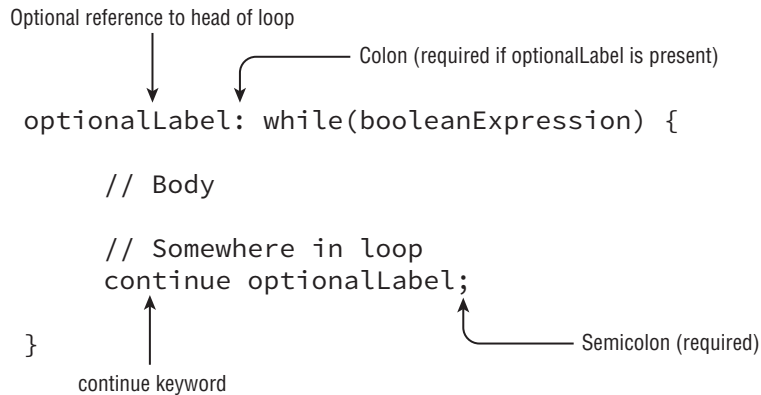 Optional reference to head of loop
Colon (required if optionalLabel is present)
optionalLabel: while(booleanExpression) {
// Body
// Somewhere in loop
continue optionalLabel;
}
Semicolon (required)
continue keyword